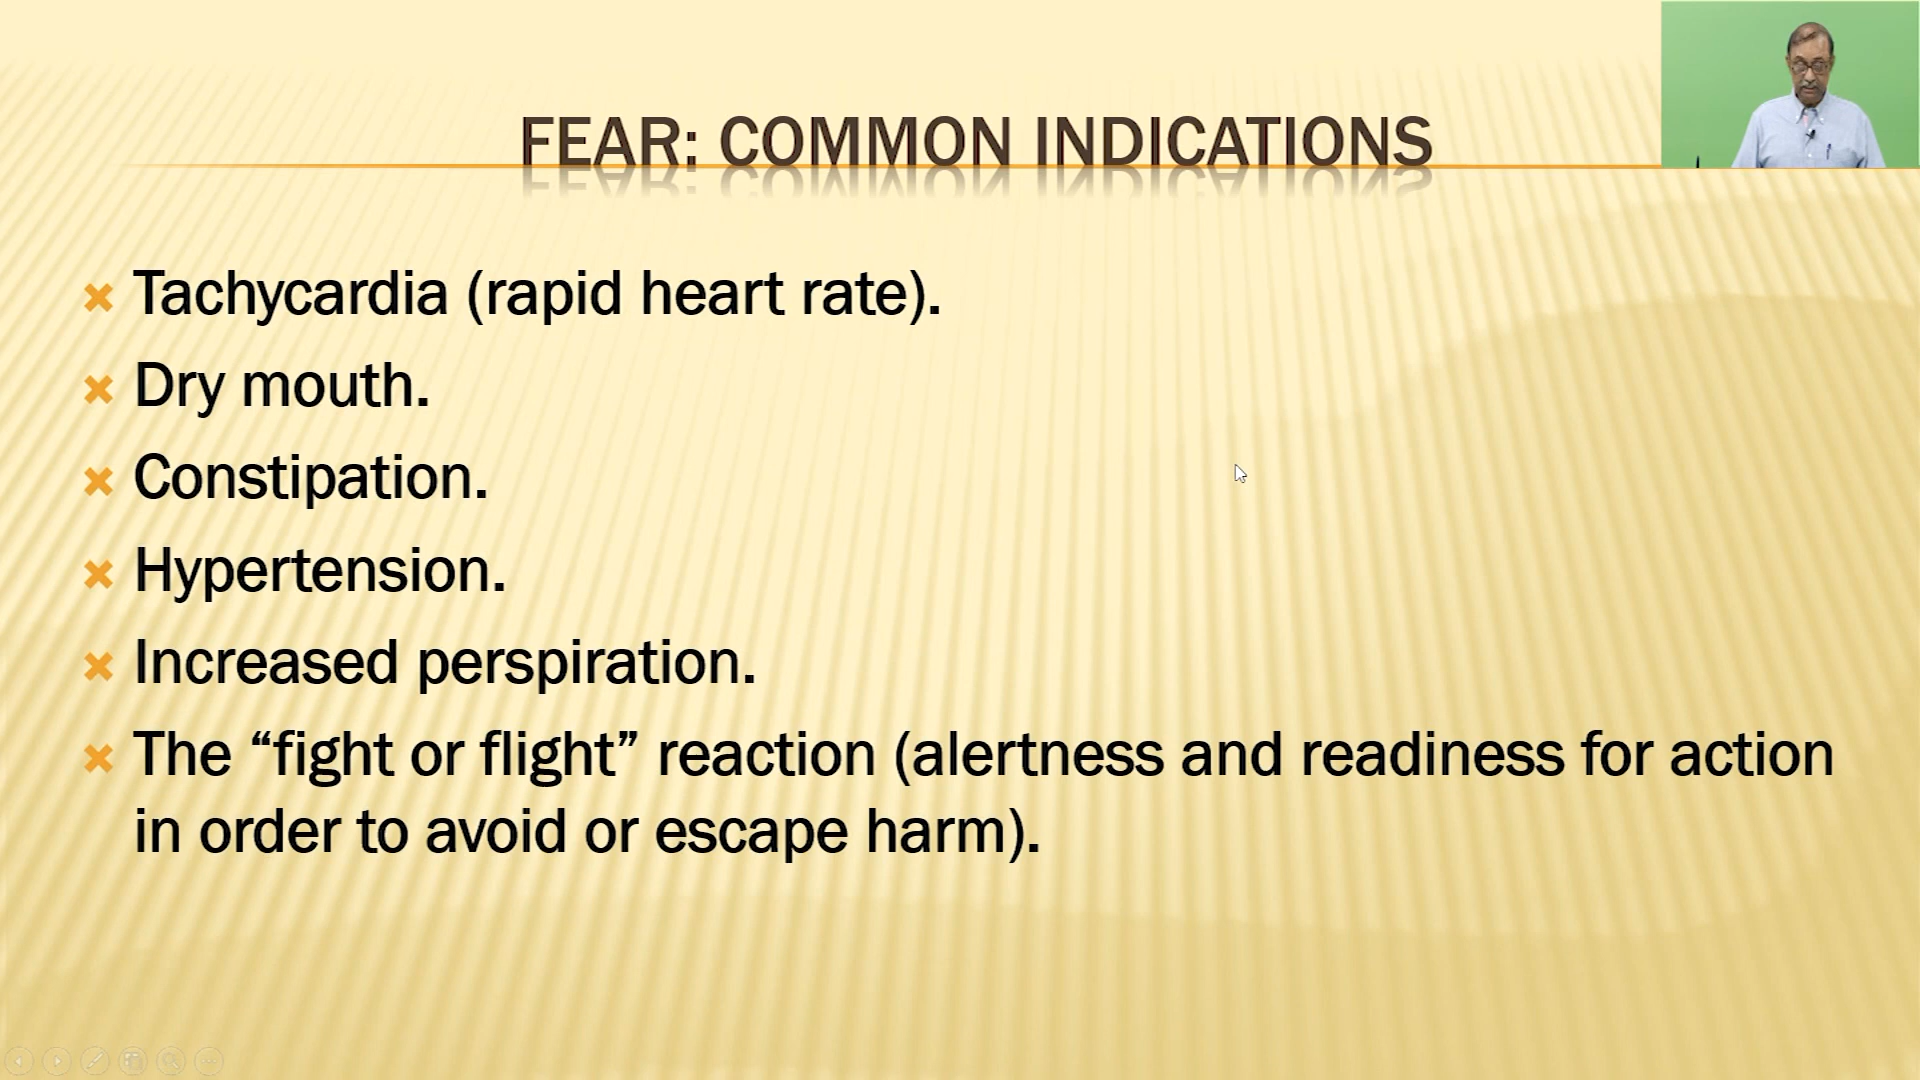 FEAR: COMMON INDICATIONS
Tachycardia (rapid heart rate).
Dry mouth.
Constipation.
Hypertension.
Increased perspiration.
The “fight or flight” reaction (alertness and readiness for action
in order to avoid or escape harm).